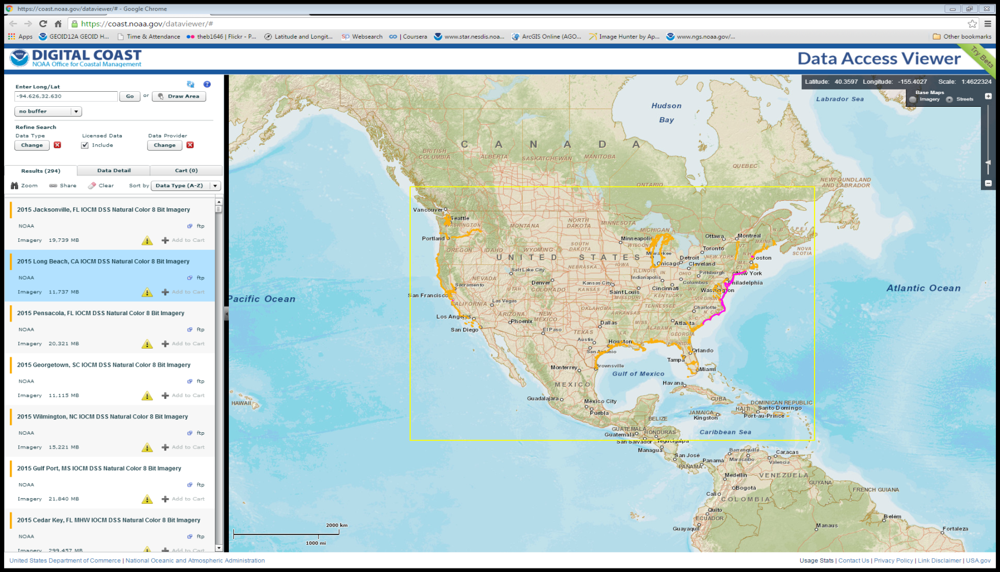 https://coast.noaa.gov/dataviewer/# - Google Chrome
https://coast.noaa.gov/dataviewer/#
Apps GEOID12A GEOID H... Time & Attendance theb1646 | Flickr - P... Latitude and Longit... Websearch | Coursera www.star.nesdis.noa... ArcGIS Online (AGO... Image Hunter by Ap... www.ngs.noaa.gov/... Other bookmarks
DIGITAL COAST
NOAA Office for Coastal Management
Data Access Viewer
Try Beta
Enter Long/Lat
-94.626,32.630 Go or Draw Area
no buffer
Refine Search
Data Type Licensed Data Data Provider
Change Include Change
Results (294) Data Detail Cart (0)
Zoom Share Clear Sort by Data Type (A-Z)
2015 Jacksonville, FL IOCM DSS Natural Color 8 Bit Imagery
NOAA ftp
Imagery 19,739 MB Add to Cart
2015 Long Beach, CA IOCM DSS Natural Color 8 Bit Imagery
NOAA ftp
Imagery 11,737 MB Add to Cart
2015 Pensacola, FL IOCM DSS Natural Color 8 Bit Imagery
NOAA ftp
Imagery 20,321 MB Add to Cart
2015 Georgetown, SC IOCM DSS Natural Color 8 Bit Imagery
NOAA ftp
Imagery 11,115 MB Add to Cart
2015 Wilmington, NC IOCM DSS Natural Color 8 Bit Imagery
NOAA ftp
Imagery 15,221 MB Add to Cart
2015 Gulf Port, MS IOCM DSS Natural Color 8 Bit Imagery
NOAA ftp
Imagery 21,840 MB Add to Cart
2015 Cedar Key, FL MHW IOCM DSS Natural Color 8 Bit Imagery
NOAA ftp
Imagery 299,457 MB Add to Cart
Latitude: 40.3597 Longitude: -155.4027 Scale: 1:4622324
Base Maps
Imagery Streets
Hudson
Bay
Labrador Sea
CANADA
BRITISH
COLUMBIA
ALBERTA
SASKATCHEWAN
MANITOBA
QUEBEC
ONTARIO
NEWFOUNDLAND
AND LABRADOR
Vancouver
Seattle
WASHINGTON
Portland
OREGON
IDAHO
MONTANA
NORTH
DAKOTA
MINNESOTA
Minneapolis
MICHIGAN
Ottawa
Montréal
N.B.
P.E.I.
MAINE
NOVA
SCOTIA
Toronto
WYOMING
SOUTH
DAKOTA
UNITED STATES
Detroit
NEW YORK
Chicago
Cleveland
MA.
CT.
New York
Salt Lake City
NEBRASKA
IOWA
ILLINOIS
IN.
OHIO
Pittsburgh
Philadelphia
NEVADA
UTAH
Denver
COLORADO
Kansas City
KANSAS
Indianapolis
Columbus
Cincinnati
Washington
Sacramento
San Francisco
CALIFORNIA
Las Vegas
Saint Louis
MISSOURI
KENTUCKY
VIRGINIA
TENNESSEE
Charlotte
Pacific Ocean
Atlantic Ocean
Los Angeles
San Diego
ARIZONA
Phoenix
NEW
MEXICO
OKLAHOMA
ARKANSAS
Dallas
MISS
ALABAMA
Atlanta
GEORGIA
El Paso
TEXAS
LA
Austin
Houston
San Antonio
FLORIDA
Orlando
Tampa
Miami
Monterrey
Brownsville
Gulf of Mexico
MEXICO
Havana
CUBA
Guadalajara
Mexico City
Puebla
HAWAII
BELIZE
JAMAICA
Kingston
HAITI
DOMINICAN REPUBLIC
Santo Domingo
Port-au-Prince
GUATEMALA
Guatemala
HONDURAS
Caribbean Sea
San Salvador
Tegucigalpa
Managua
San José
PANAMA
Panamá
Barranquilla
Maracaibo
Caracas
Valencia
VENEZUELA
Medellín
Bogotá
Cali
COLOMBIA
GUYANA
FRENCH GUIANA
Quito
ECUADOR
Guayaquil
Belém
Manaus
Fortaleza
2000 km
1000 mi
United States Department of Commerce | National Oceanic and Atmospheric Administration
Usage Stats | Contact Us | Privacy Policy | Link Disclaimer | USA.gov